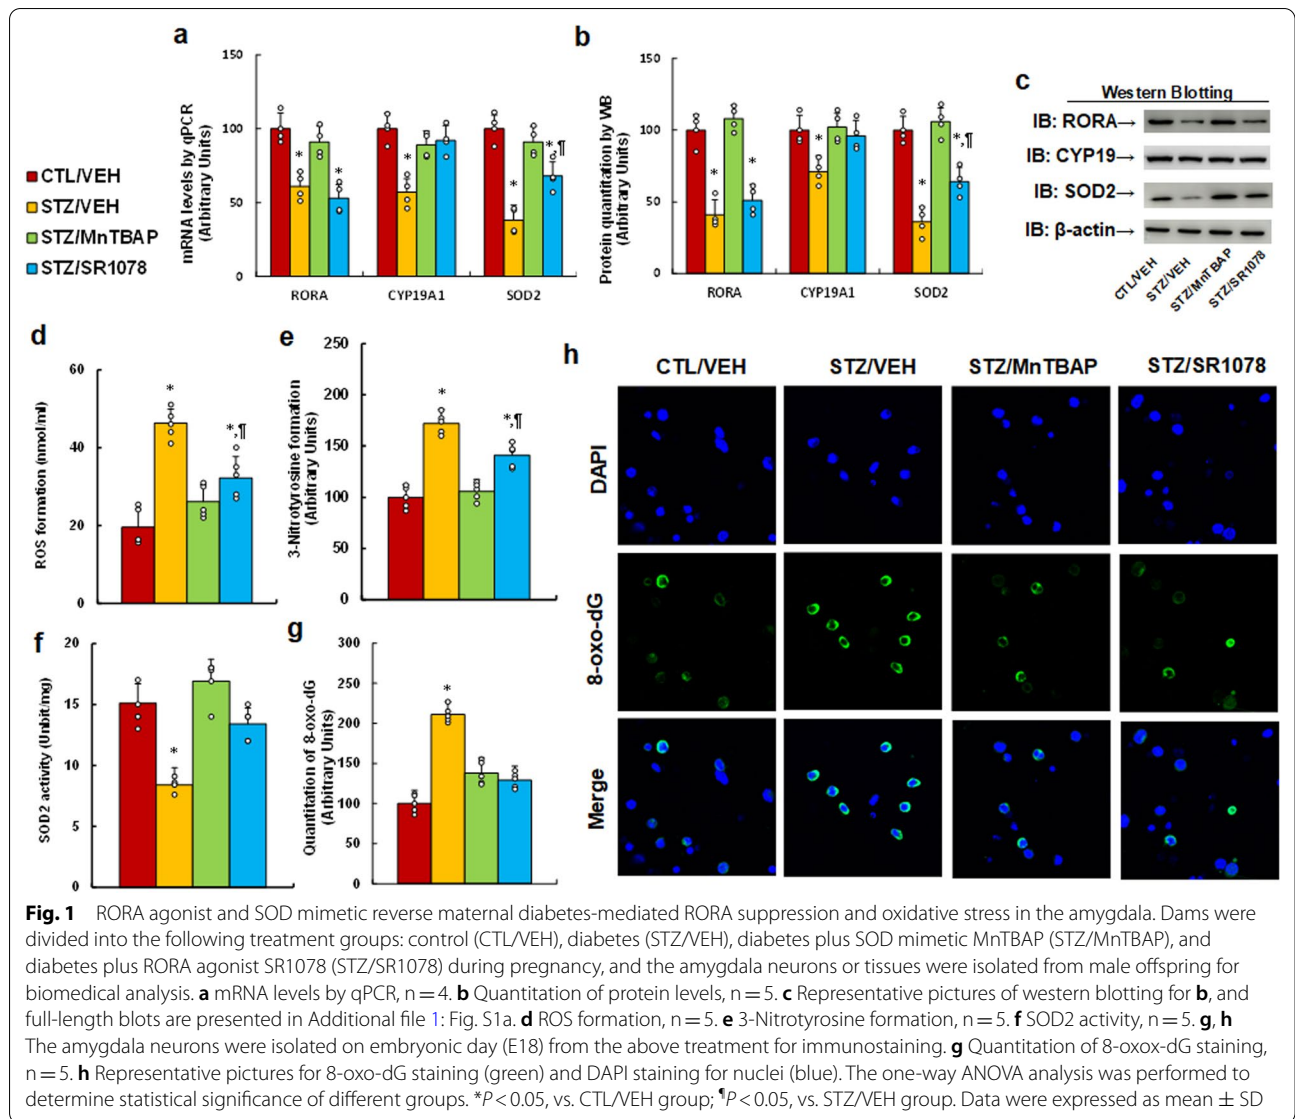 a
mRNA levels by qPCR
(Arbitrary Units)
150
100
50
0
RORA
CYP19A1
SOD2
*
*
*
*
*,¶
CTL/VEH
STZ/VEH
STZ/MnTBAP
STZ/SR1078
b
Protein quantitation by WB
(Arbitrary Units)
150
100
50
0
RORA
CYP19A1
SOD2
*
*
*
*
*,¶
c
Western Blotting
IB: RORA→
IB: CYP19→
IB: SOD2→
IB: β-actin→
CTL/VEH
STZ/VEH
STZ/MnTBAP
STZ/SR1078
d
ROS formation (nmol/ml)
60
40
20
0
*
*,¶
e
3-Nitrotyrosine formation
(Arbitrary Units)
250
200
150
100
50
0
*
*,¶
f
SOD2 activity (Unbit/mg)
20
15
10
5
0
*
g
Quantitation of 8-oxo-dG
(Arbitrary Units)
300
250
200
150
100
50
0
*
h
CTL/VEH
STZ/VEH
STZ/MnTBAP
STZ/SR1078
DAPI
8-oxo-dG
Merge
Fig. 1 RORA agonist and SOD mimetic reverse maternal diabetes-mediated RORA suppression and oxidative stress in the amygdala. Dams were
divided into the following treatment groups: control (CTL/VEH), diabetes (STZ/VEH), diabetes plus SOD mimetic MnTBAP (STZ/MnTBAP), and
diabetes plus RORA agonist SR1078 (STZ/SR1078) during pregnancy, and the amygdala neurons or tissues were isolated from male offspring for
biomedical analysis. a mRNA levels by qPCR, n = 4. b Quantitation of protein levels, n = 5. c Representative pictures of western blotting for b, and
full-length blots are presented in Additional file 1: Fig. S1a. d ROS formation, n = 5. e 3-Nitrotyrosine formation, n = 5. f SOD2 activity, n = 5. g, h
The amygdala neurons were isolated on embryonic day (E18) from the above treatment for immunostaining. g Quantitation of 8-oxox-dG staining,
n = 5. h Representative pictures for 8-oxo-dG staining (green) and DAPI staining for nuclei (blue). The one-way ANOVA analysis was performed to
determine statistical significance of different groups. *P < 0.05, vs. CTL/VEH group; ¶P < 0.05, vs. STZ/VEH group. Data were expressed as mean ± SD